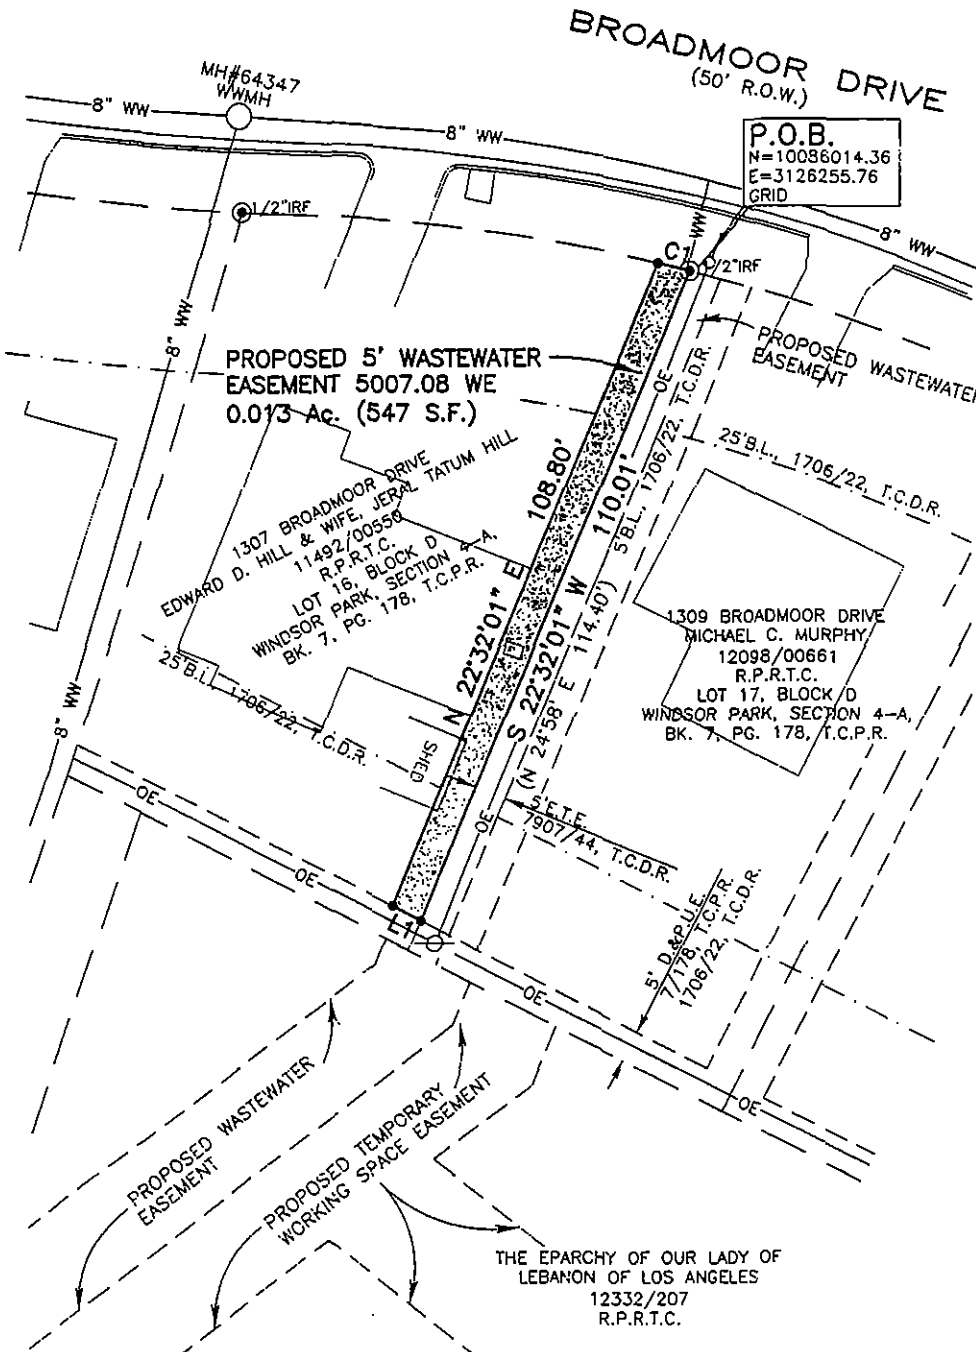 BROADMOOR DRIVE
(50' R.O.W.)
MH#64347
WWMH
8" WW
8" WW
P.O.B.
N=10086014.36
E=3126255.76
GRID
8" WW
1/2"IRF
WW
C1
1/2"IRF
8" WW
PROPOSED 5' WASTEWATER
EASEMENT 5007.08 WE
0.013 Ac. (547 S.F.)
PROPOSED WASTEWATER
EASEMENT
OE
5'B.L., 1706/22, T.C.D.R.
25'B.L., 1706/22, T.C.D.R.
1307 BROADMOOR DRIVE
EDWARD D. HILL & WIFE, JERAL TATUM HILL
11492/00550
R.P.R.T.C.
LOT 16, BLOCK D
WINDSOR PARK, SECTION 4-A,
BK. 7, PG. 178, T.C.P.R.
N 22°32'01" E 108.80'
S 22°32'01" W 110.01'
(N 24°58' E 114.40')
1309 BROADMOOR DRIVE
MICHAEL C. MURPHY
12098/00661
R.P.R.T.C.
LOT 17, BLOCK D
WINDSOR PARK, SECTION 4-A,
BK. 7, PG. 178, T.C.P.R.
25'B.L., 1706/22, T.C.D.R.
8" WW
SHED
OE
OE
5'E.T.E.
7907/44, T.C.D.R.
OE
L1
5' D.&P.U.E.
7/178, T.C.P.R.
1706/22, T.C.D.R.
OE
OE
PROPOSED WASTEWATER
EASEMENT
PROPOSED TEMPORARY
WORKING SPACE EASEMENT
THE EPARCHY OF OUR LADY OF
LEBANON OF LOS ANGELES
12332/207
R.P.R.T.C.